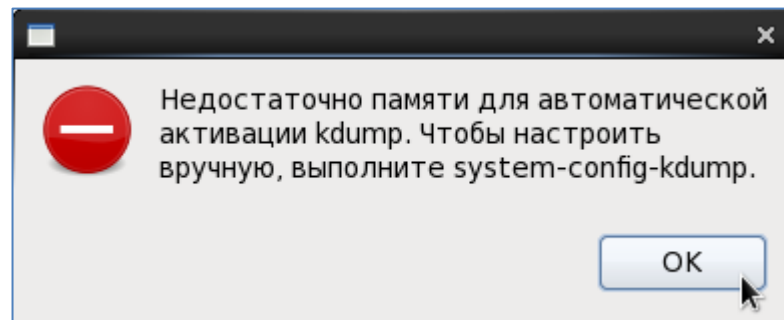 Недостаточно памяти для автоматической
активации kdump. Чтобы настроить
вручную, выполните system-config-kdump.
OK